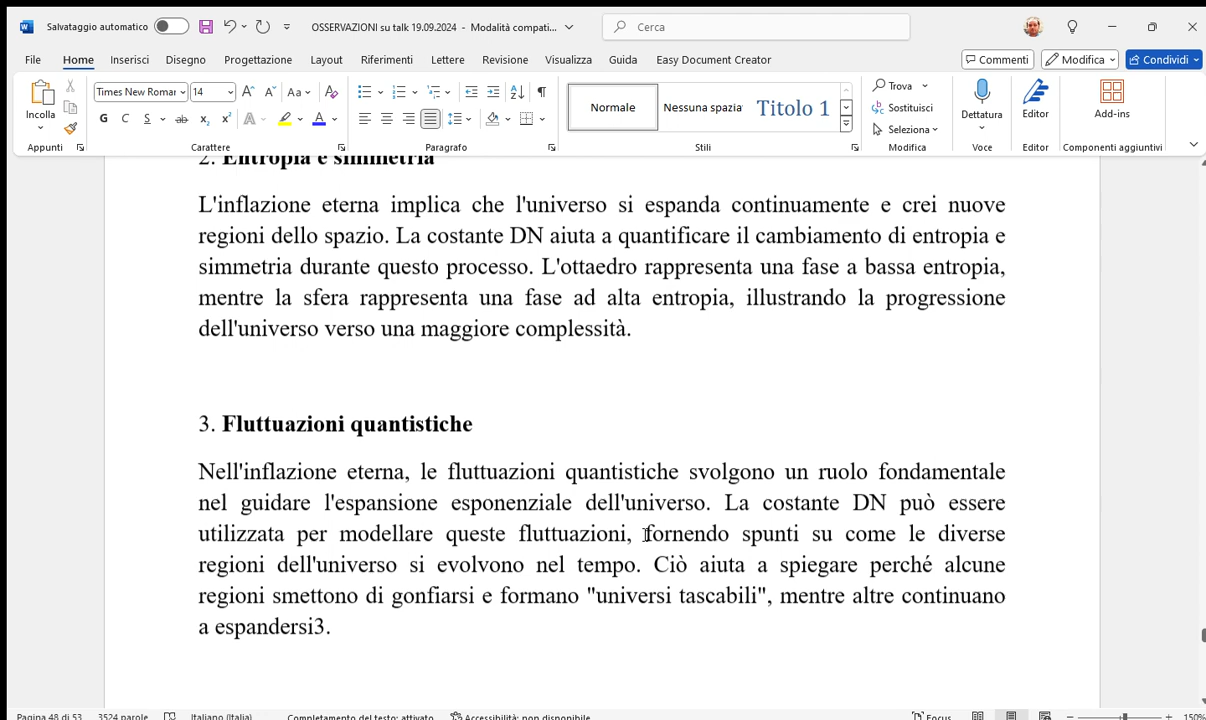 Salvataggio automatico OSSERVAZIONI su talk 19.09.2024 - Modalità compati... Cerca
File Home Inserisci Disegno Progettazione Layout Riferimenti Lettere Revisione Visualizza Guida Easy Document Creator Commenti Modifica Condividi
Incolla Times New Roman 14 Aa Normale Nessuna spazia Titolo 1 Trova Sostituisci Seleziona Dettatura Editor Add-ins
G C S ab x₂ x² A A
Appunti Carattere Paragrafo Stili Modifica Voce Editor Componenti aggiuntivi
2. Entropia e simmetria
L'inflazione eterna implica che l'universo si espanda continuamente e crei nuove
regioni dello spazio. La costante DN aiuta a quantificare il cambiamento di entropia e
simmetria durante questo processo. L'ottaedro rappresenta una fase a bassa entropia,
mentre la sfera rappresenta una fase ad alta entropia, illustrando la progressione
dell'universo verso una maggiore complessità.
3. Fluttuazioni quantistiche
Nell'inflazione eterna, le fluttuazioni quantistiche svolgono un ruolo fondamentale
nel guidare l'espansione esponenziale dell'universo. La costante DN può essere
utilizzata per modellare queste fluttuazioni, fornendo spunti su come le diverse
regioni dell'universo si evolvono nel tempo. Ciò aiuta a spiegare perché alcune
regioni smettono di gonfiarsi e formano "universi tascabili", mentre altre continuano
a espandersi3.
Pagina 48 di 53 3524 parole Italiano (Italia) Completamento del testo: attivato Accessibilità: non disponibile Focus 150%